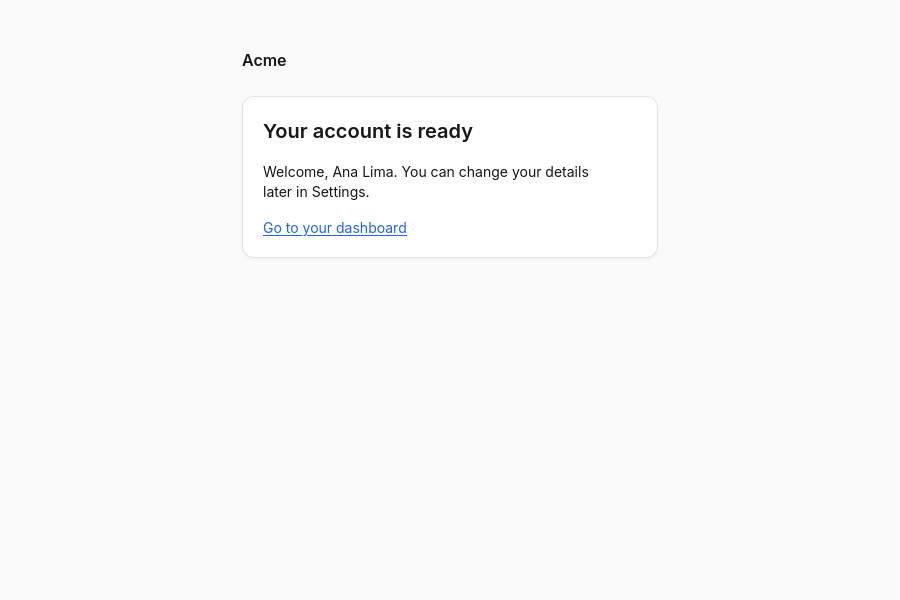 Acme
Your account is ready
Welcome, Ana Lima. You can change your details
later in Settings.
Go to your dashboard